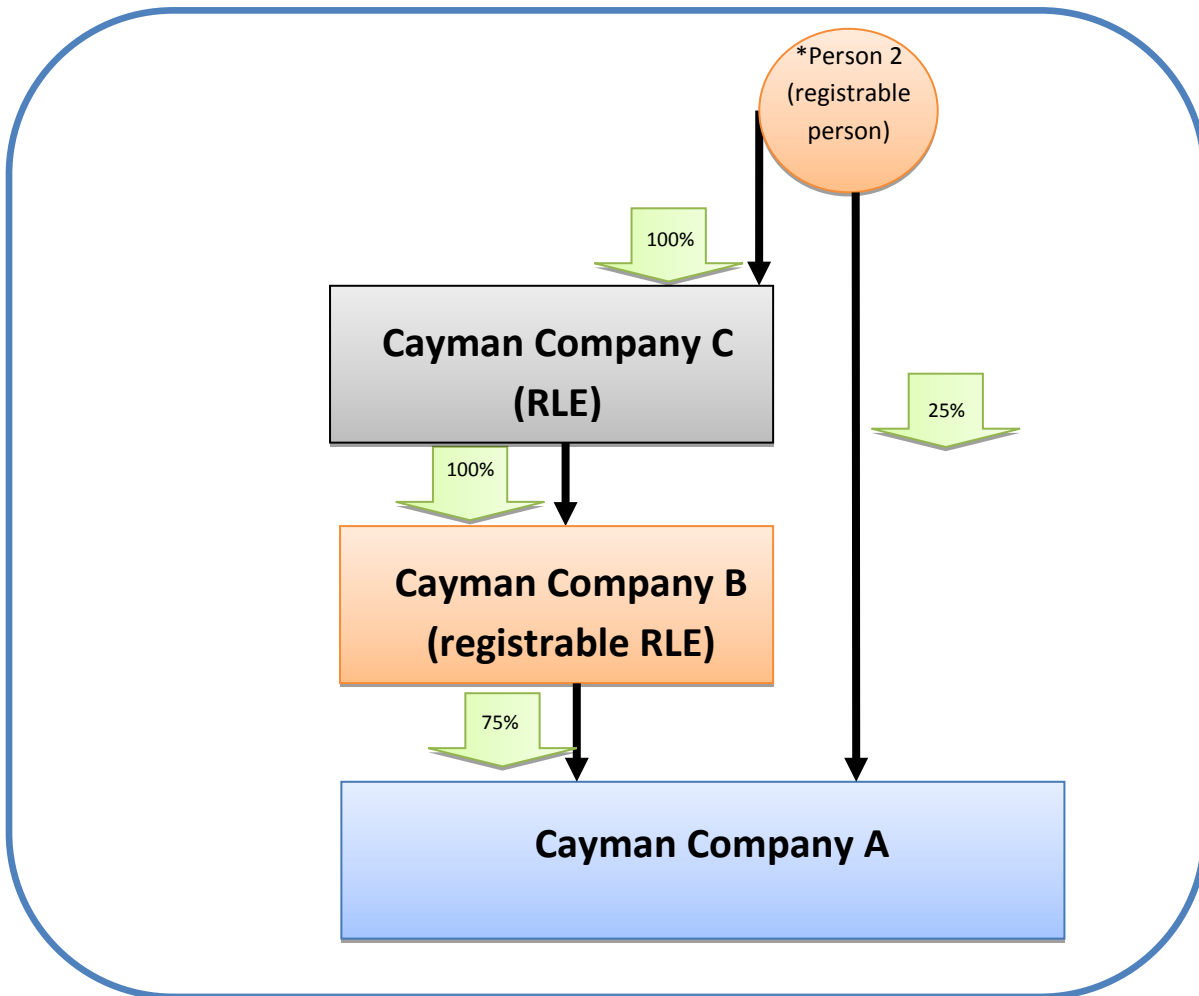 *Person 2
(registrable
person)
100%
Cayman Company C
(RLE)
25%
100%
Cayman Company B
(registrable RLE)
75%
Cayman Company A